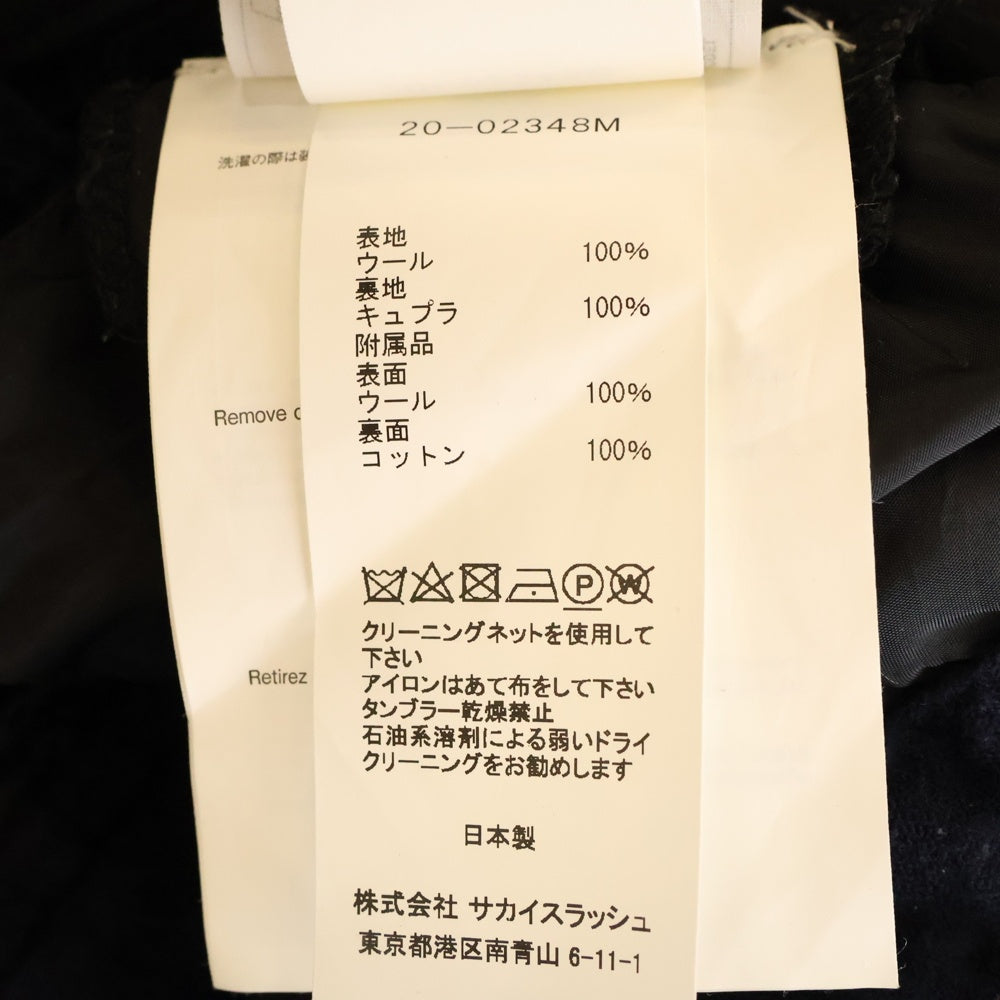 20-02348M
洗濯の際は
表地
ウール 100%
裏地
キュプラ 100%
附属品
表面
ウール 100%
裏面
コットン 100%
Remove
P W
クリーニングネットを使用して
下さい
アイロンはあて布をして下さい
タンブラー乾燥禁止
石油系溶剤による弱いドライ
クリーニングをお勧めします
Retirez
日本製
株式会社 サカイスラッシュ
東京都港区南青山 6-11-1